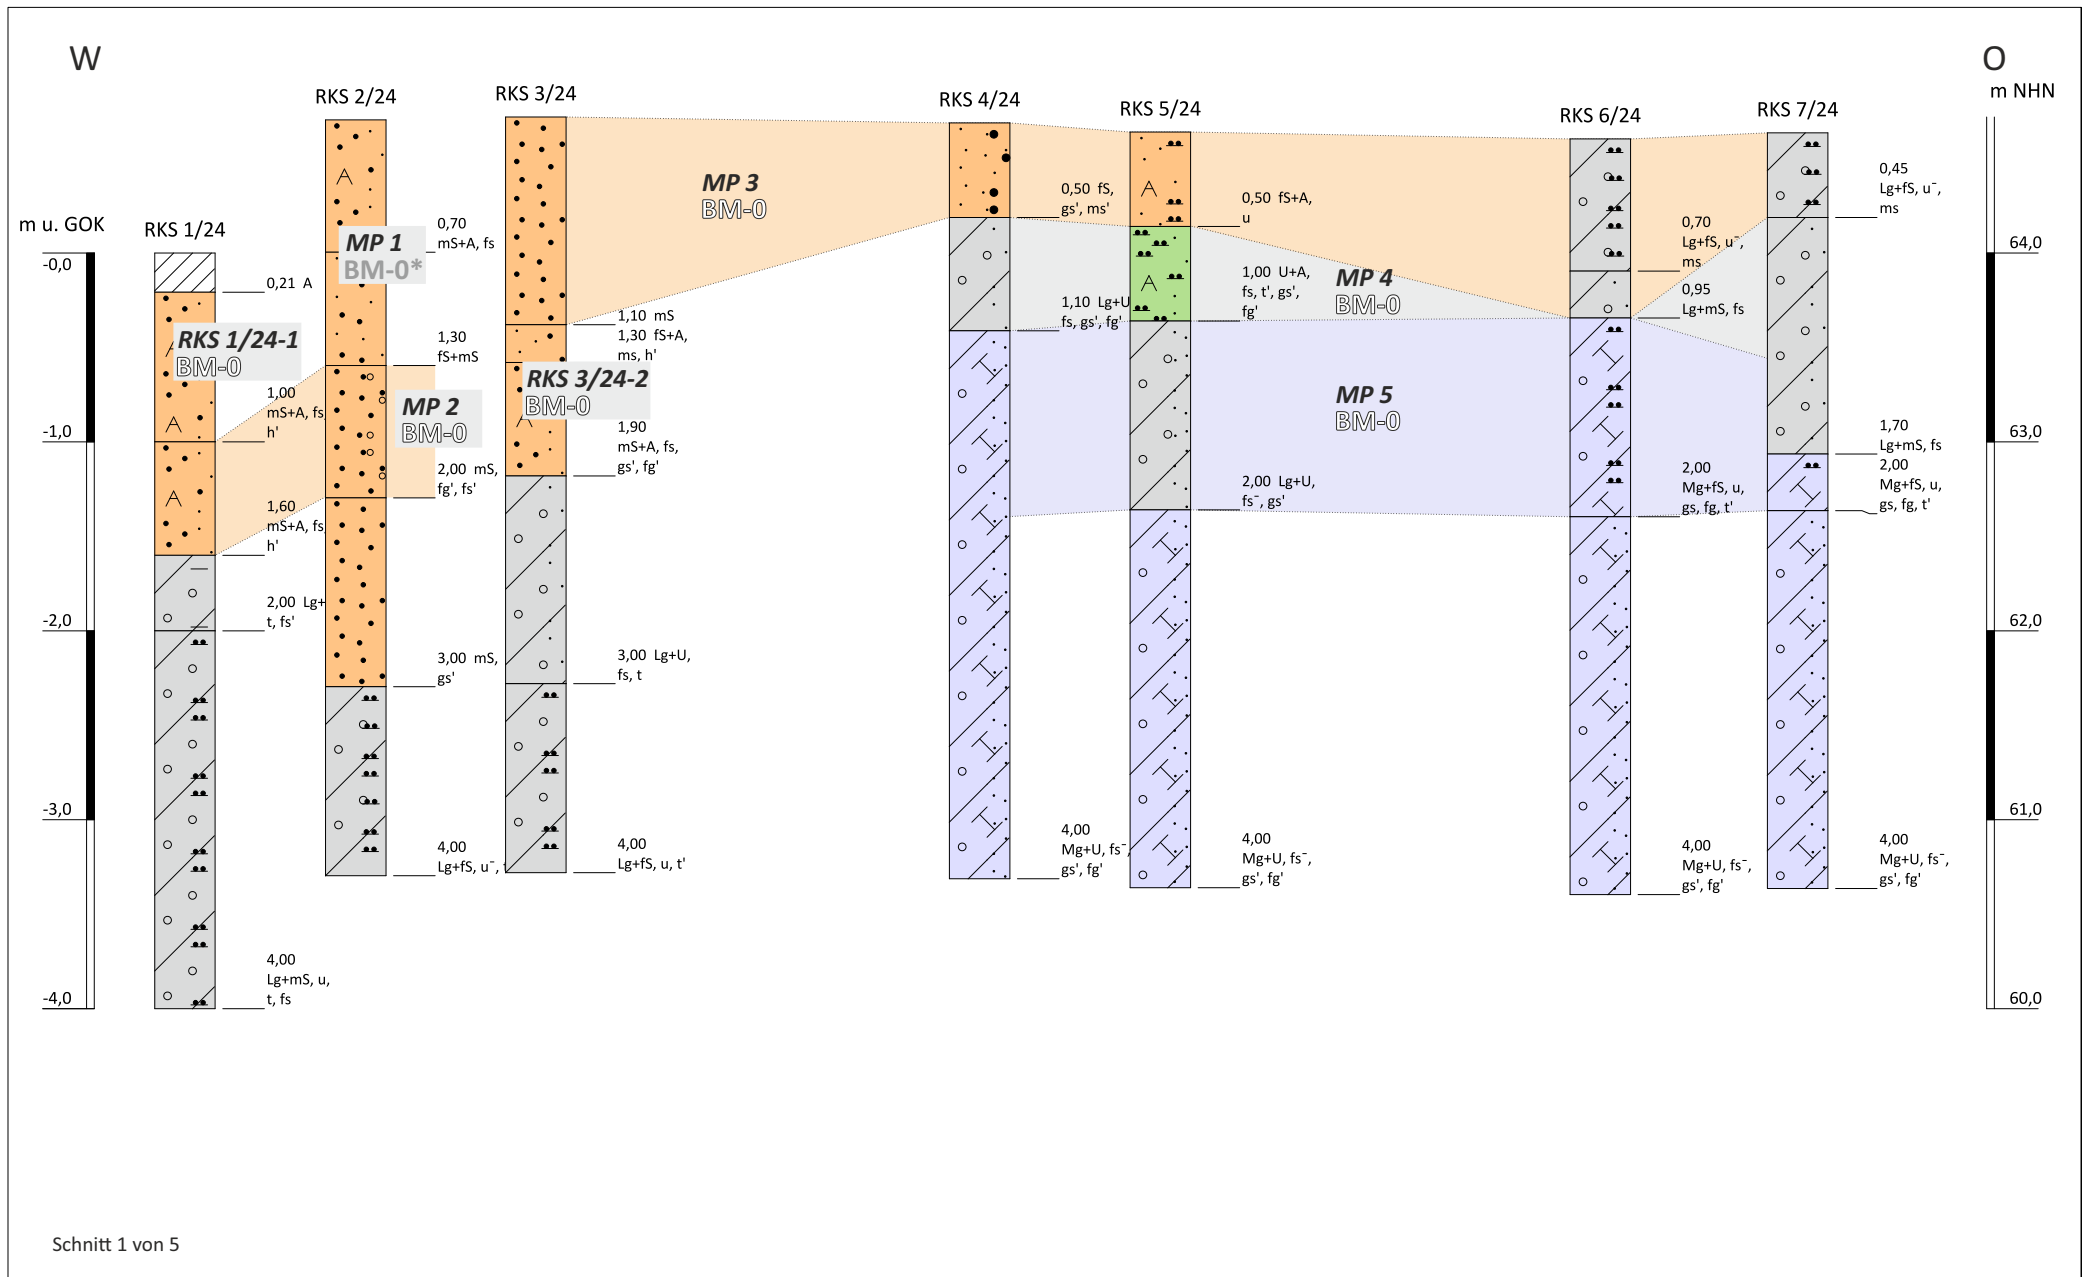 W
O
m NHN
RKS 2/24
RKS 3/24
RKS 4/24
RKS 5/24
RKS 6/24
RKS 7/24
m u. GOK
RKS 1/24
-0,0
-1,0
-2,0
-3,0
-4,0
0,21 A
RKS 1/24-1
BM-0
1,00
mS+A, fs,
h'
1,60
mS+A, fs,
h'
2,00 Lg+
t, fs'
4,00
Lg+mS, u,
t, fs
MP 1
BM-0*
0,70
mS+A, fs
1,30
fS+mS
MP 2
BM-0
2,00 mS,
fg', fs'
3,00 mS,
gs'
4,00
Lg+fS, u‾,
MP 3
BM-0
1,10 mS
1,30 fS+A,
ms, h'
RKS 3/24-2
BM-0
1,90
mS+A, fs,
gs', fg'
3,00 Lg+U,
fs, t
4,00
Lg+fS, u, t'
0,50 fS,
gs', ms'
1,10 Lg+U
fs, gs', fg'
4,00
Mg+U, fs‾,
gs', fg'
0,50 fS+A,
u
1,00 U+A,
fs, t', gs',
fg'
2,00 Lg+U,
fs‾, gs'
4,00
Mg+U, fs‾,
gs', fg'
MP 4
BM-0
MP 5
BM-0
0,70
Lg+fS, u‾,
ms
0,95
Lg+mS, fs
2,00
Mg+fS, u,
gs, fg, t'
4,00
Mg+U, fs‾,
gs', fg'
0,45
Lg+fS, u‾,
ms
1,70
Lg+mS, fs
2,00
Mg+fS, u,
gs, fg, t'
4,00
Mg+U, fs‾,
gs', fg'
64,0
63,0
62,0
61,0
60,0
Schnitt 1 von 5